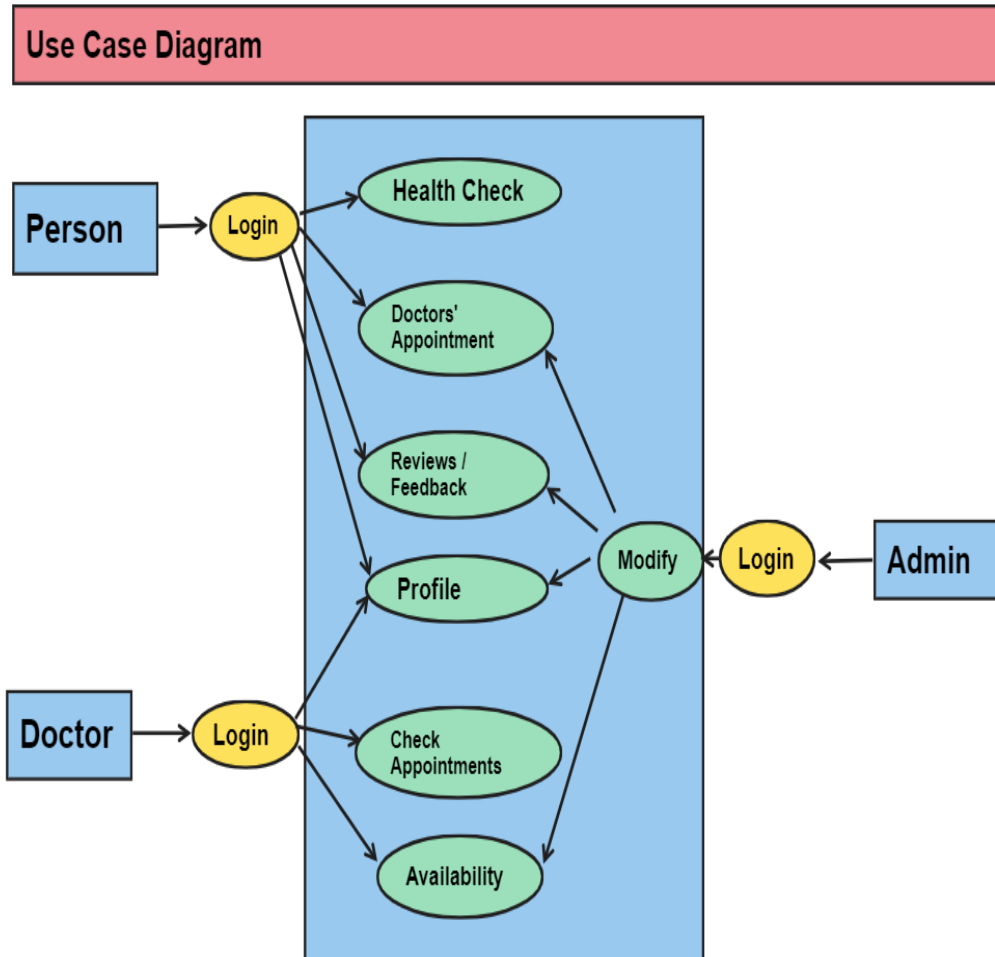 Use Case Diagram
Health Check
Person
Login
Doctors'
Appointment
Reviews /
Feedback
Modify
Login
Admin
Profile
Doctor
Login
Check
Appointments
Availability